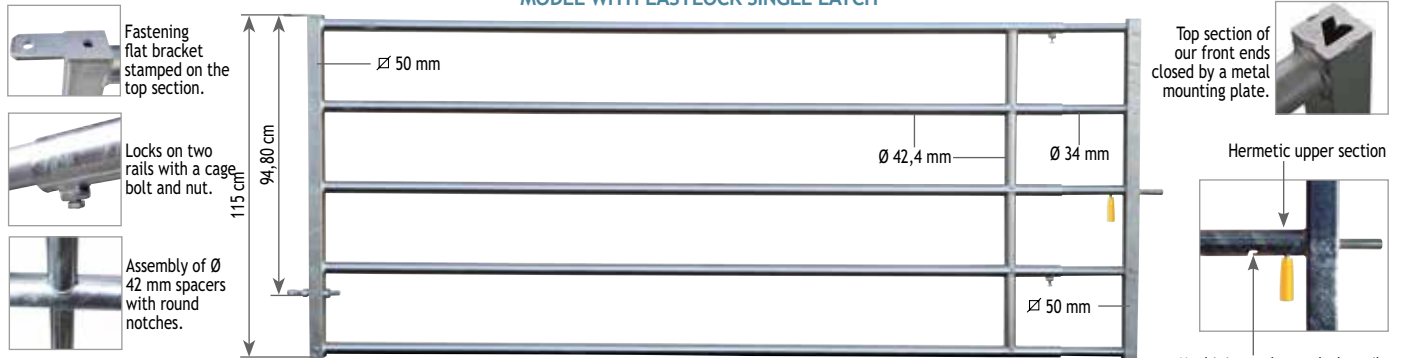 MODEL WITH EASYLOCK SINGLE LATCH
Fastening
flat bracket
stamped on the
top section.
Locks on two
rails with a cage
bolt and nut.
Assembly of Ø
42 mm spacers
with round
notches.
115 cm
94,80 cm
50 mm
Ø 42,4 mm
Ø 34 mm
50 mm
Top section of
our front ends
closed by a metal
mounting plate.
Hermetic upper section